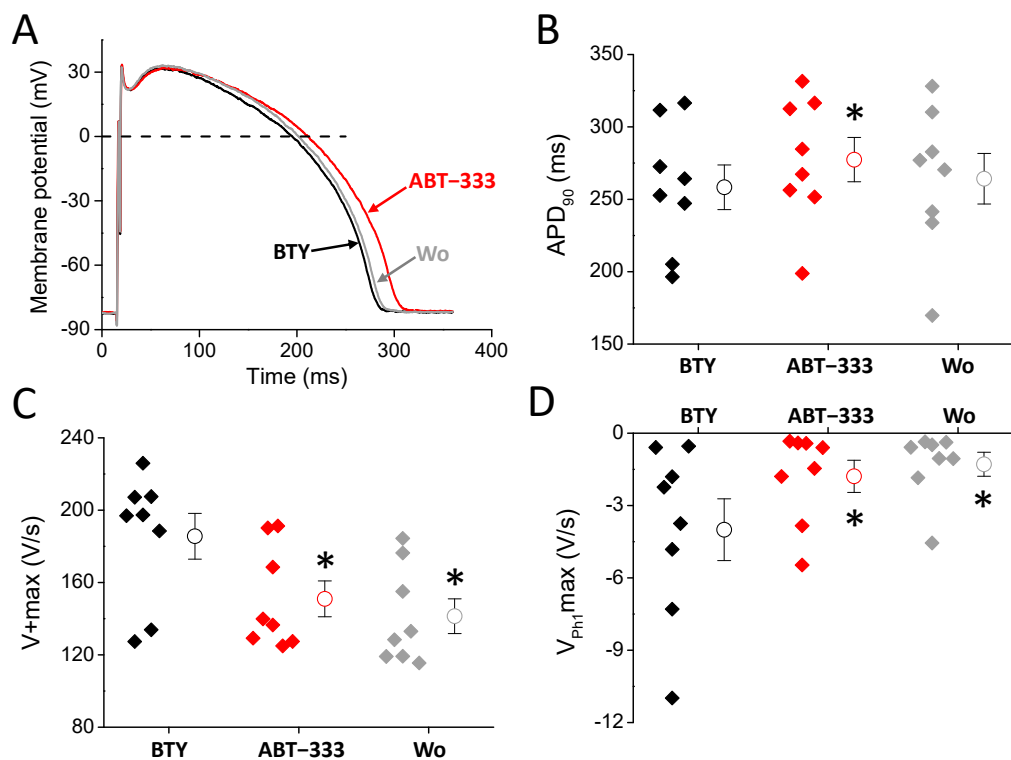 A
Membrane potential (mV)
30
0
-30
-60
-90
ABT−333
BTY
Wo
0
100
200
300
400
Time (ms)
B
APD90 (ms)
350
300
250
200
150
*
BTY
ABT−333
Wo
C
V+max (V/s)
240
200
160
120
80
*
*
BTY
ABT−333
Wo
D
BTY
ABT−333
Wo
VPh1max (V/s)
0
-3
-6
-9
-12
*
*